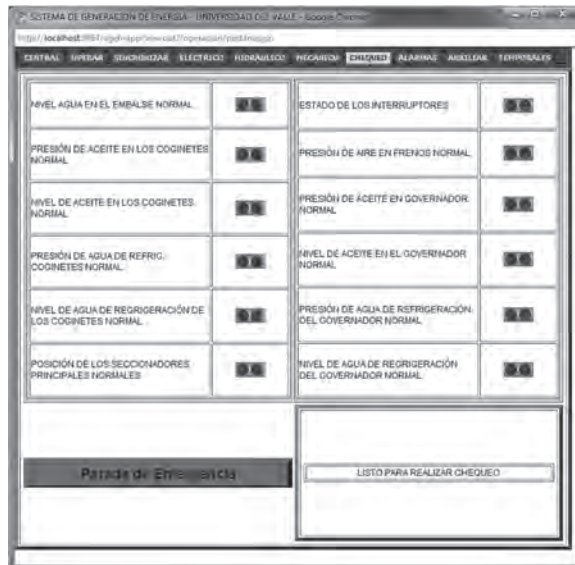 SISTEMA DE GENERACION DE ENERGIA - UNIVERSIDAD DEL VALLE - Google Chrome
CENTRAL OPERAR SINCRONIZAR ELECTRICO HIDRAULICO MECANICO CHEQUEO ALARMAS AUXILIAR TEMPORALES
NIVEL AGUA EN EL EMBALSE NORMAL
ESTADO DE LOS INTERRUPTORES
PRESIÓN DE ACEITE EN LOS COGINETES
NORMAL
PRESIÓN DE AIRE EN FRENOS NORMAL
NIVEL DE ACEITE EN LOS COGINETES
NORMAL
PRESIÓN DE ACEITE EN GOVERNADOR
NORMAL
PRESIÓN DE AGUA DE REFRIG.
COGINETES NORMAL
NIVEL DE ACEITE EN EL GOVERNADOR
NORMAL
NIVEL DE AGUA DE REGRIGERACIÓN DE
LOS COGINETES NORMAL
PRESIÓN DE AGUA DE REFRIGERACIÓN
DEL GOVERNADOR NORMAL
POSICIÓN DE LOS SECCIONADORES
PRINCIPALES NORMALES
NIVEL DE AGUA DE REGRIGERACIÓN
DEL GOVERNADOR NORMAL
Parada de Emergencia
LISTO PARA REALIZAR CHEQUEO